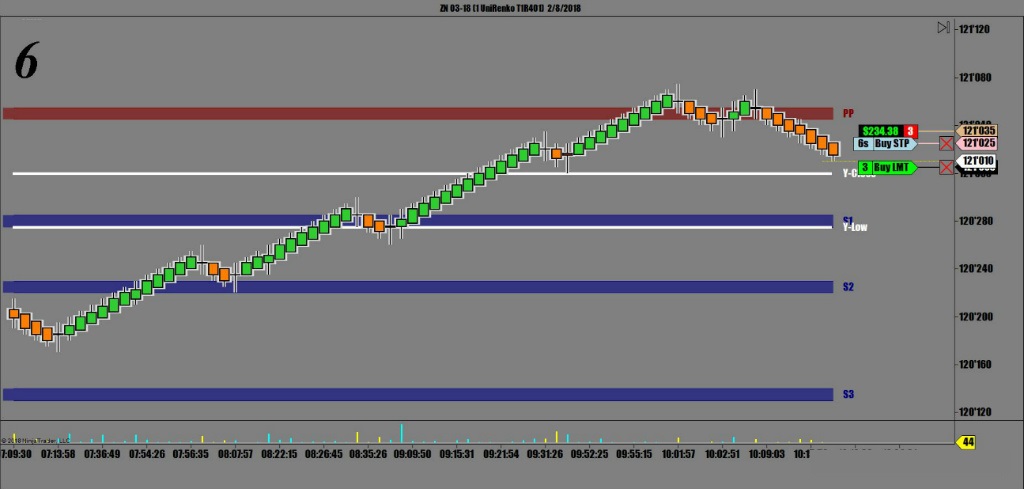 ZN 03-18 (1 UniRenko T1R401) 2/8/2018
6
121'120
121'080
PP
$234.38 3
121'035
6s Buy STP
121'025
121'010
3 Buy LMT
Y-Close
S1
120'280
Y-Low
120'240
S2
120'200
120'160
S3
120'120
© 2018 NinjaTrader, LLC
44
7:09:30 07:13:58 07:36:49 07:54:26 07:56:35 08:07:57 08:22:15 08:26:45 08:35:26 09:09:50 09:15:31 09:21:54 09:31:26 09:52:25 09:55:15 10:01:57 10:02:51 10:09:03 10:1